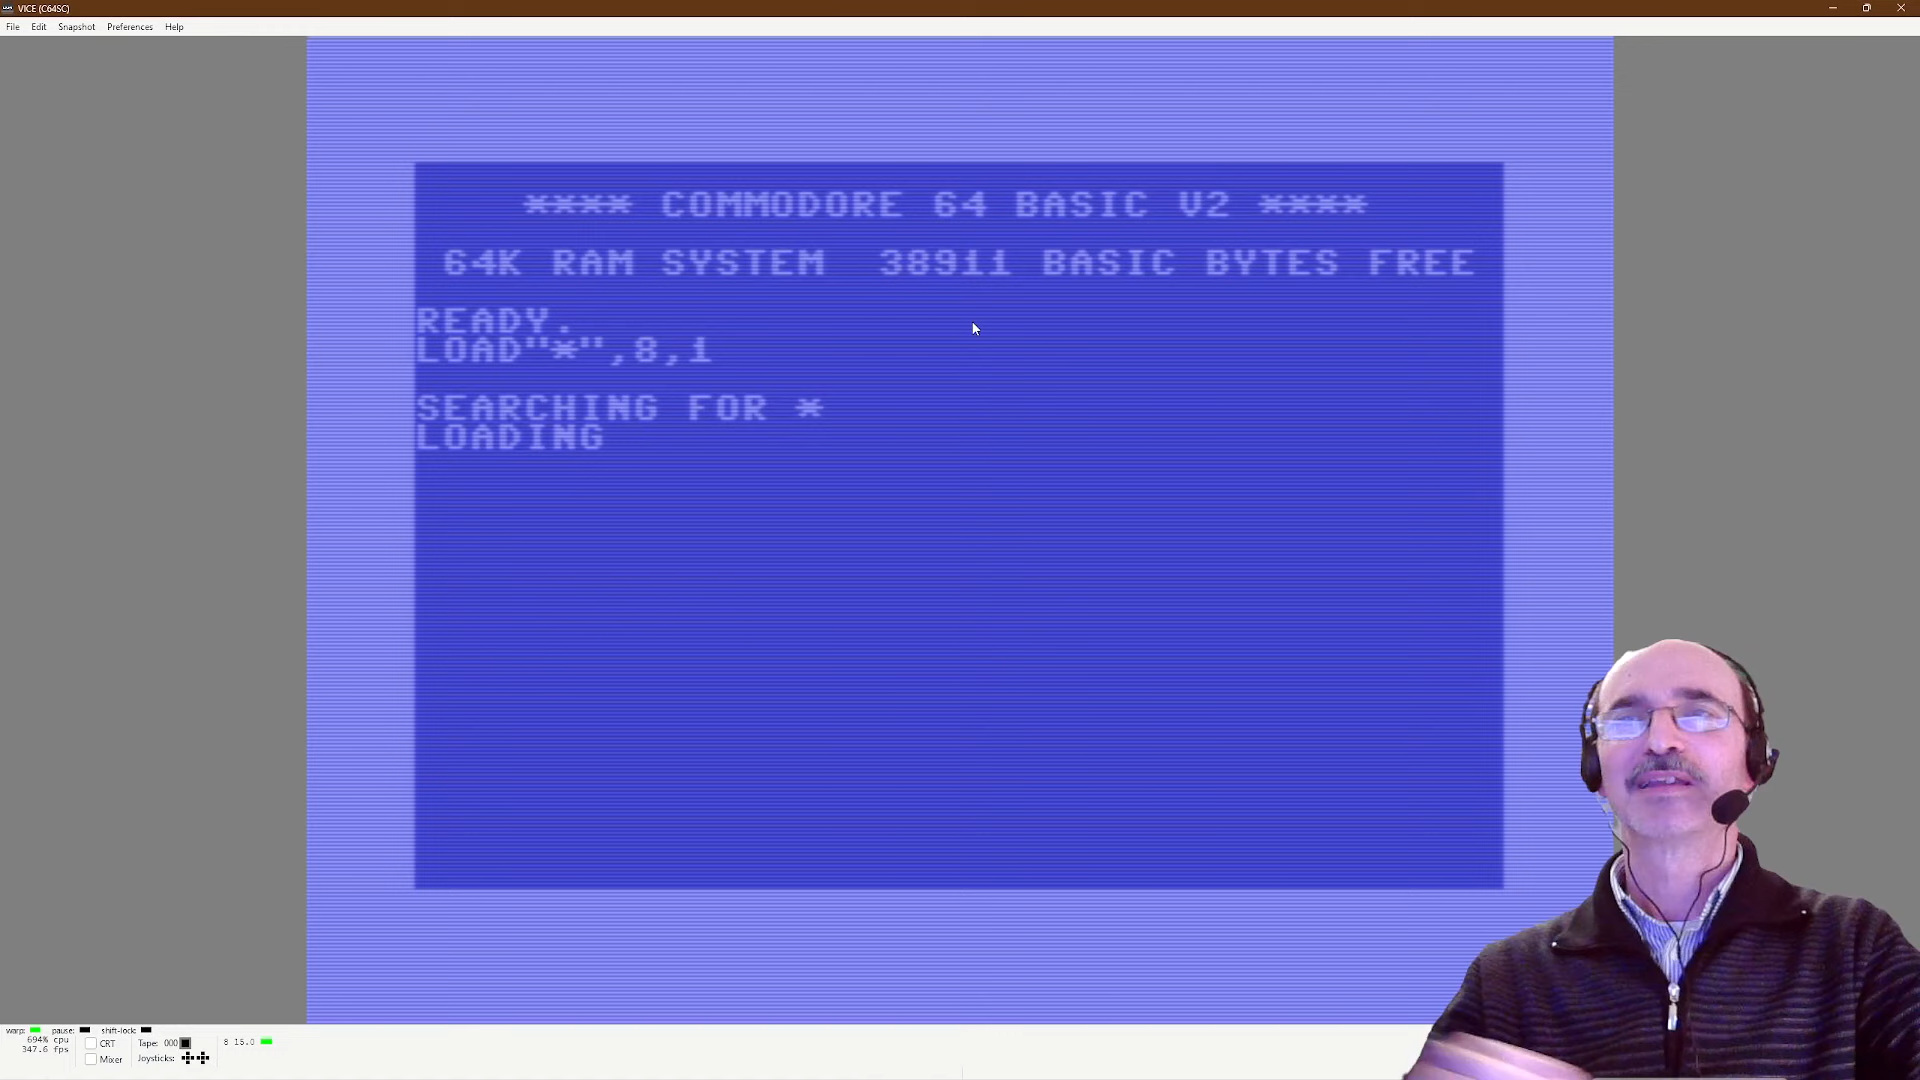 VICE (C64SC)
File Edit Snapshot Preferences Help
**** COMMODORE 64 BASIC V2 ****
64K RAM SYSTEM 38911 BASIC BYTES FREE
READY.
LOAD"*",8,1
SEARCHING FOR *
LOADING
warp: pause: shift-lock:
694% cpu
347.6 fps
CRT
Mixer
Tape: 000
Joysticks:
8 15.0